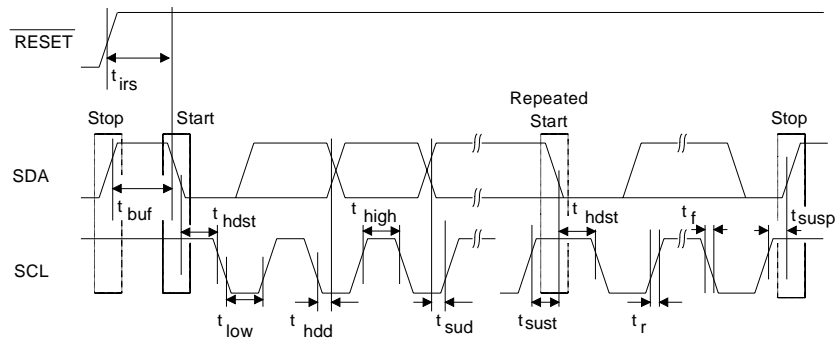 RESET
t irs
Repeated
Stop Start Start Stop
SDA
t buf t hdst t high t hdst t f t susp
SCL
t low t hdd t sud t sust t r